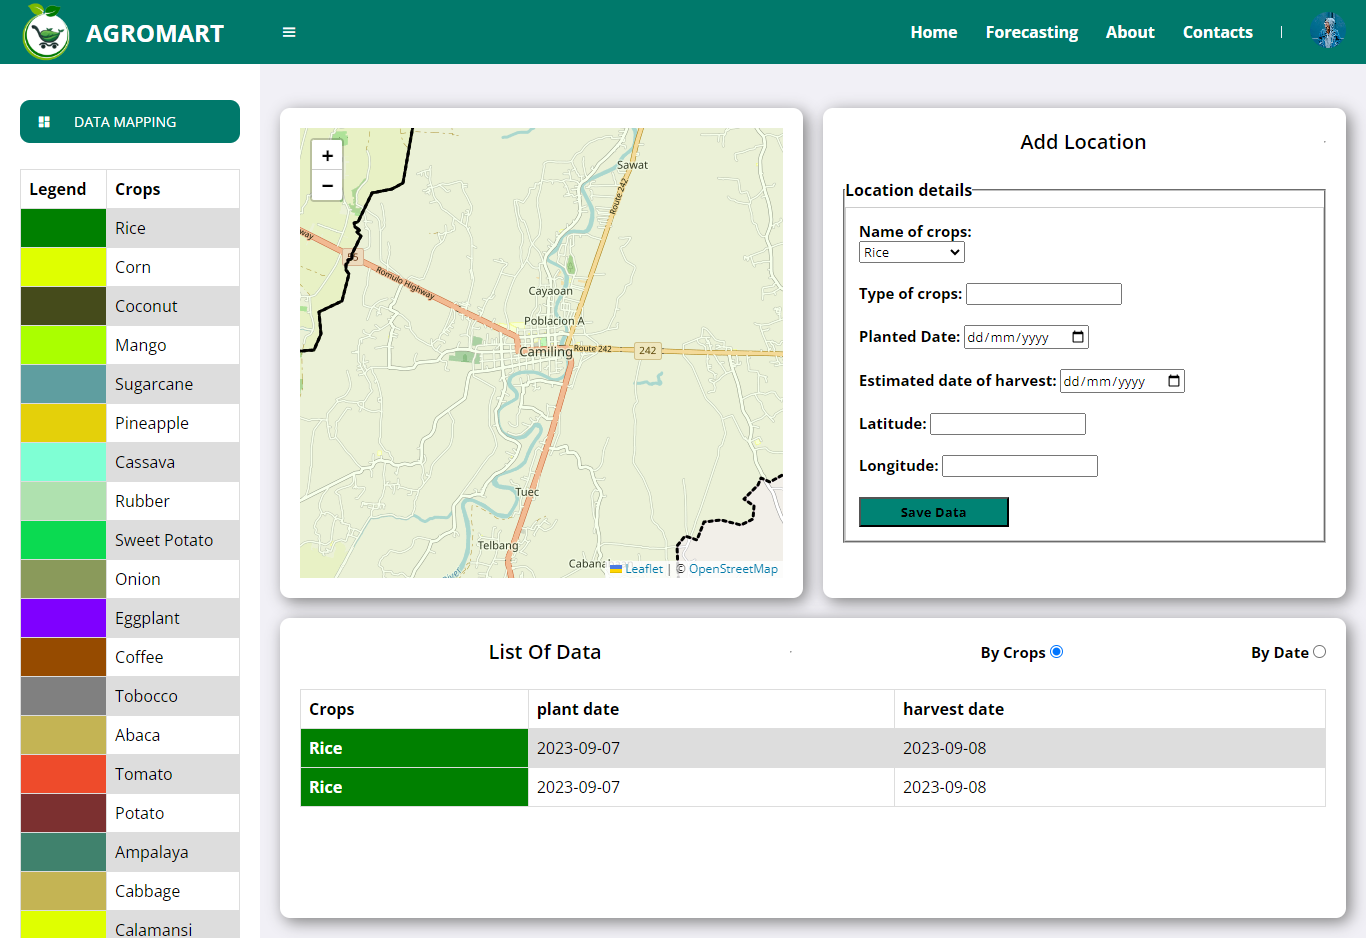 AGROMART
Home Forecasting About Contacts |
DATA MAPPING
Legend Crops
Rice
Corn
Coconut
Mango
Sugarcane
Pineapple
Cassava
Rubber
Sweet Potato
Onion
Eggplant
Coffee
Tobocco
Abaca
Tomato
Potato
Ampalaya
Cabbage
Calamansi
+
−
Sawat
Route 242
way
55
Romulo Highway
Cayaoan
Poblacion A
Camiling
Route 242
242
Tuec
Telbang
Cabana
River
Leaflet | © OpenStreetMap
Add Location
Location details
Name of crops:
Rice
Type of crops:
Planted Date: dd/mm/yyyy
Estimated date of harvest: dd/mm/yyyy
Latitude:
Longitude:
Save Data
List Of Data
By Crops
By Date
Crops plant date harvest date
Rice 2023-09-07 2023-09-08
Rice 2023-09-07 2023-09-08